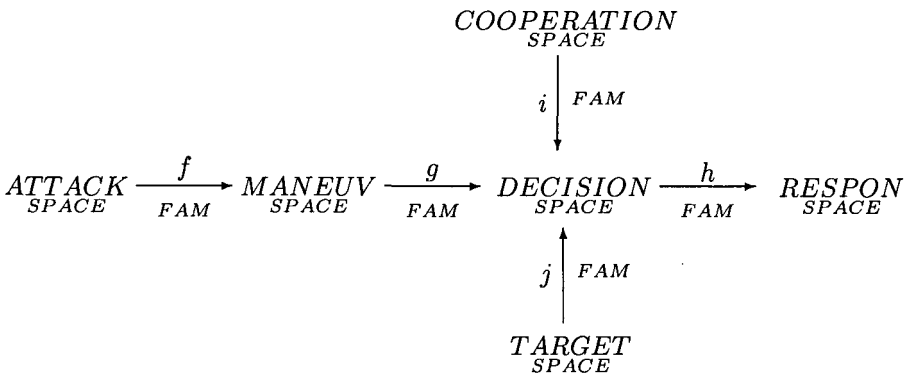 COOPERATION
SPACE
i FAM
f g h
ATTACK MANEUV DECISION RESPON
SPACE FAM SPACE FAM SPACE FAM SPACE
j FAM
TARGET
SPACE